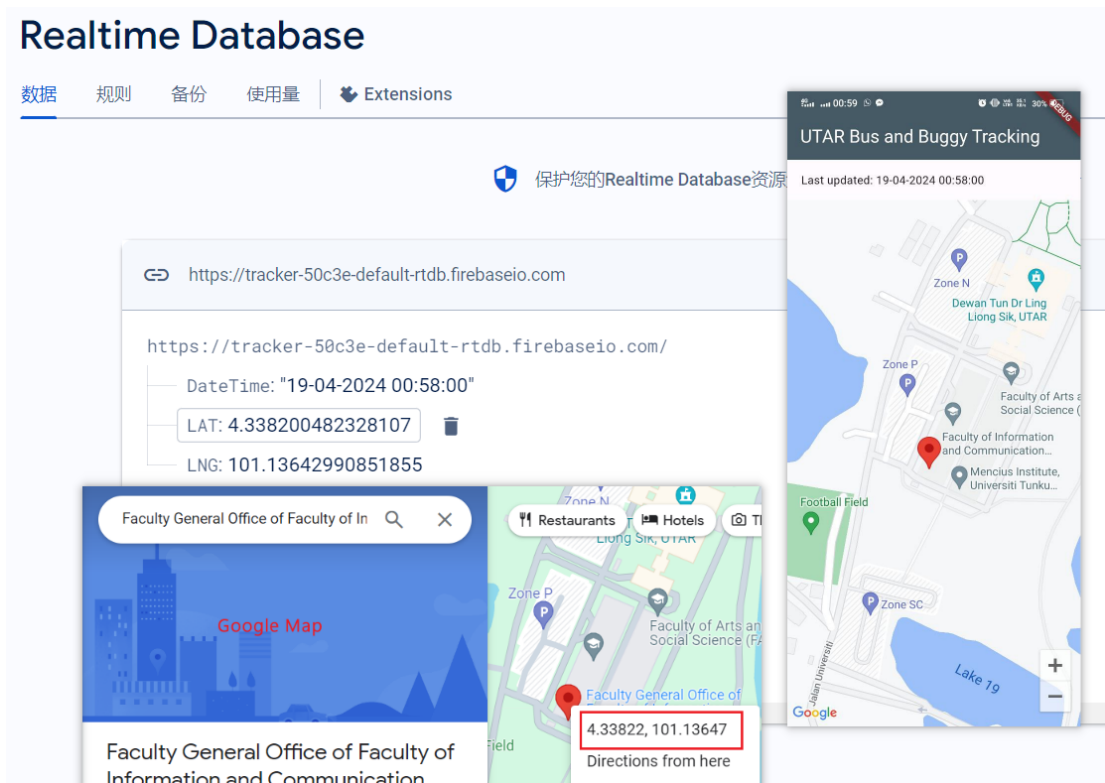 Realtime Database
数据 规则 备份 使用量 Extensions
保护您的Realtime Database资源
https://tracker-50c3e-default-rtdb.firebaseio.com
https://tracker-50c3e-default-rtdb.firebaseio.com/
DateTime: "19-04-2024 00:58:00"
LAT: 4.338200482328107
LNG: 101.13642990851855
Faculty General Office of Faculty of In
Google Map
Faculty General Office of Faculty of
Information and Communication
Zone N
Restaurants
Hotels
Liong Sik, UTAR
Zone P
P
Faculty of Arts an
Social Science (FA
Faculty General Office of
4.33822, 101.13647
Directions from here
Field
00:59 30%
DEBUG
UTAR Bus and Buggy Tracking
Last updated: 19-04-2024 00:58:00
P
Zone N
Dewan Tun Dr Ling
Liong Sik, UTAR
Zone P
P
Faculty of Arts a
Social Science (
Faculty of Information
and Communication...
Mencius Institute,
Universiti Tunku...
Football Field
P
Zone SC
Jalan Universiti
Lake 19
+
−
Google